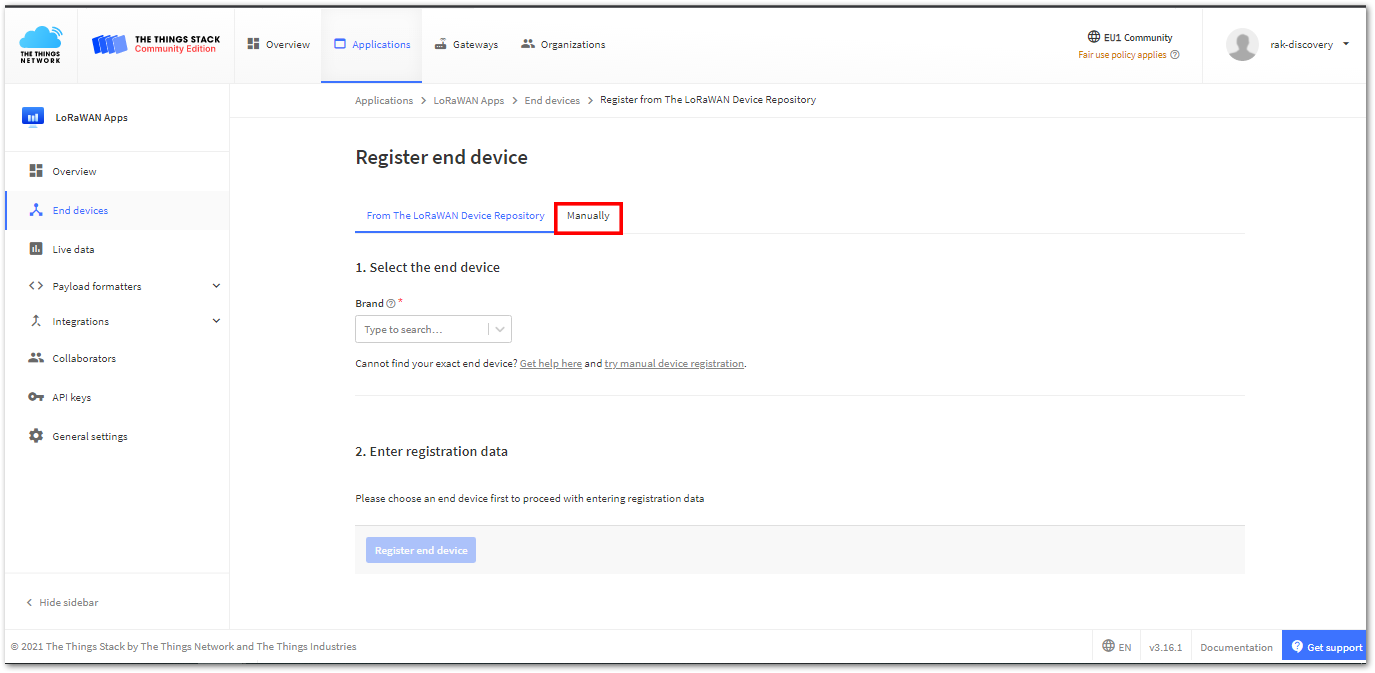 THE THINGS
NETWORK
THE THINGS STACK
Community Edition
Overview
Applications
Gateways
Organizations
EU1 Community
Fair use policy applies
rak-discovery
LoRaWAN Apps
Overview
End devices
Live data
Payload formatters
Integrations
Collaborators
API keys
General settings
Hide sidebar
Applications > LoRaWAN Apps > End devices > Register from The LoRaWAN Device Repository
Register end device
From The LoRaWAN Device Repository
Manually
1. Select the end device
Brand *
Type to search...
Cannot find your exact end device? Get help here and try manual device registration.
2. Enter registration data
Please choose an end device first to proceed with entering registration data
Register end device
© 2021 The Things Stack by The Things Network and The Things Industries
EN
v3.16.1
Documentation
Get support